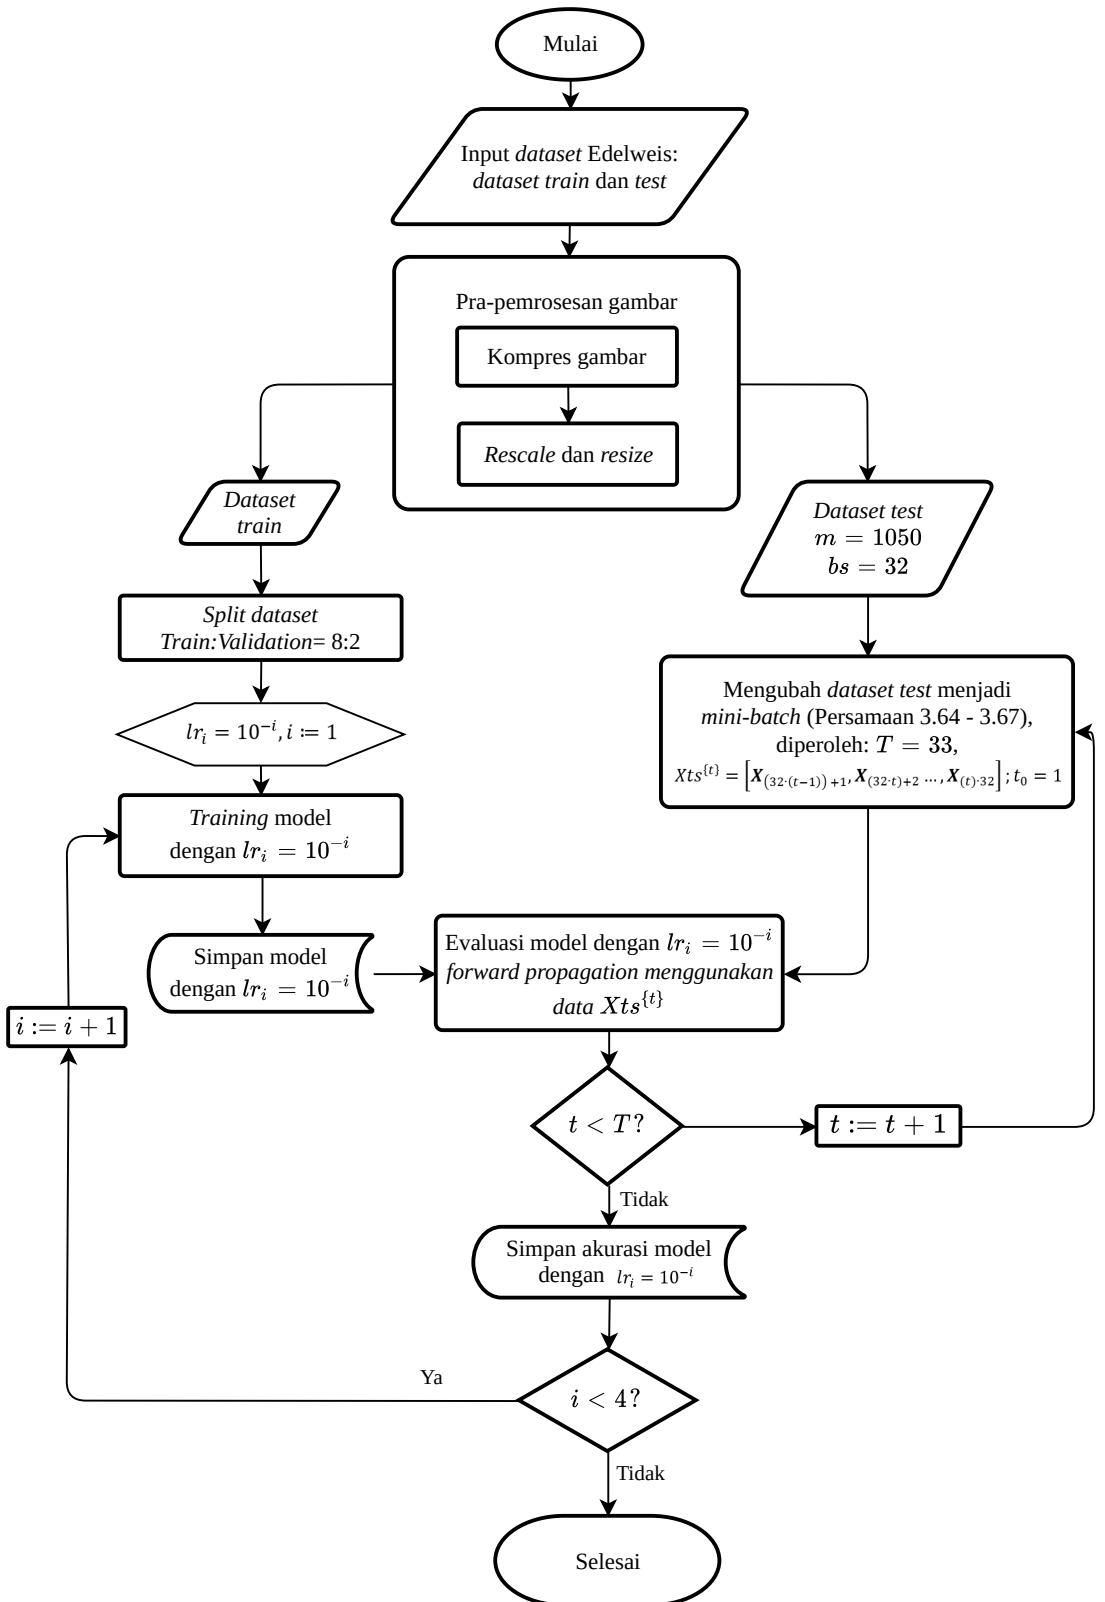 Mulai
Input dataset Edelweis:
dataset train dan test
Pra-pemrosesan gambar
Kompres gambar
Rescale dan resize
Dataset
train
Dataset test
m = 1050
bs = 32
Split dataset
Train:Validation= 8:2
lr_i = 10^{-i}, i ≔ 1
Mengubah dataset test menjadi
mini-batch (Persamaan 3.64 - 3.67),
diperoleh: T = 33,
Xts^{\{t\}} = [X_{(32·(t−1))+1}, X_{(32·t)+2} …, X_{(t)·32}]; t_0 = 1
Training model
dengan lr_i = 10^{-i}
Simpan model
dengan lr_i = 10^{-i}
Evaluasi model dengan lr_i = 10^{-i}
forward propagation menggunakan
data Xts^{\{t\}}
i := i + 1
t < T?
t := t + 1
Tidak
Simpan akurasi model
dengan lr_i = 10^{-i}
Ya
i < 4?
Tidak
Selesai